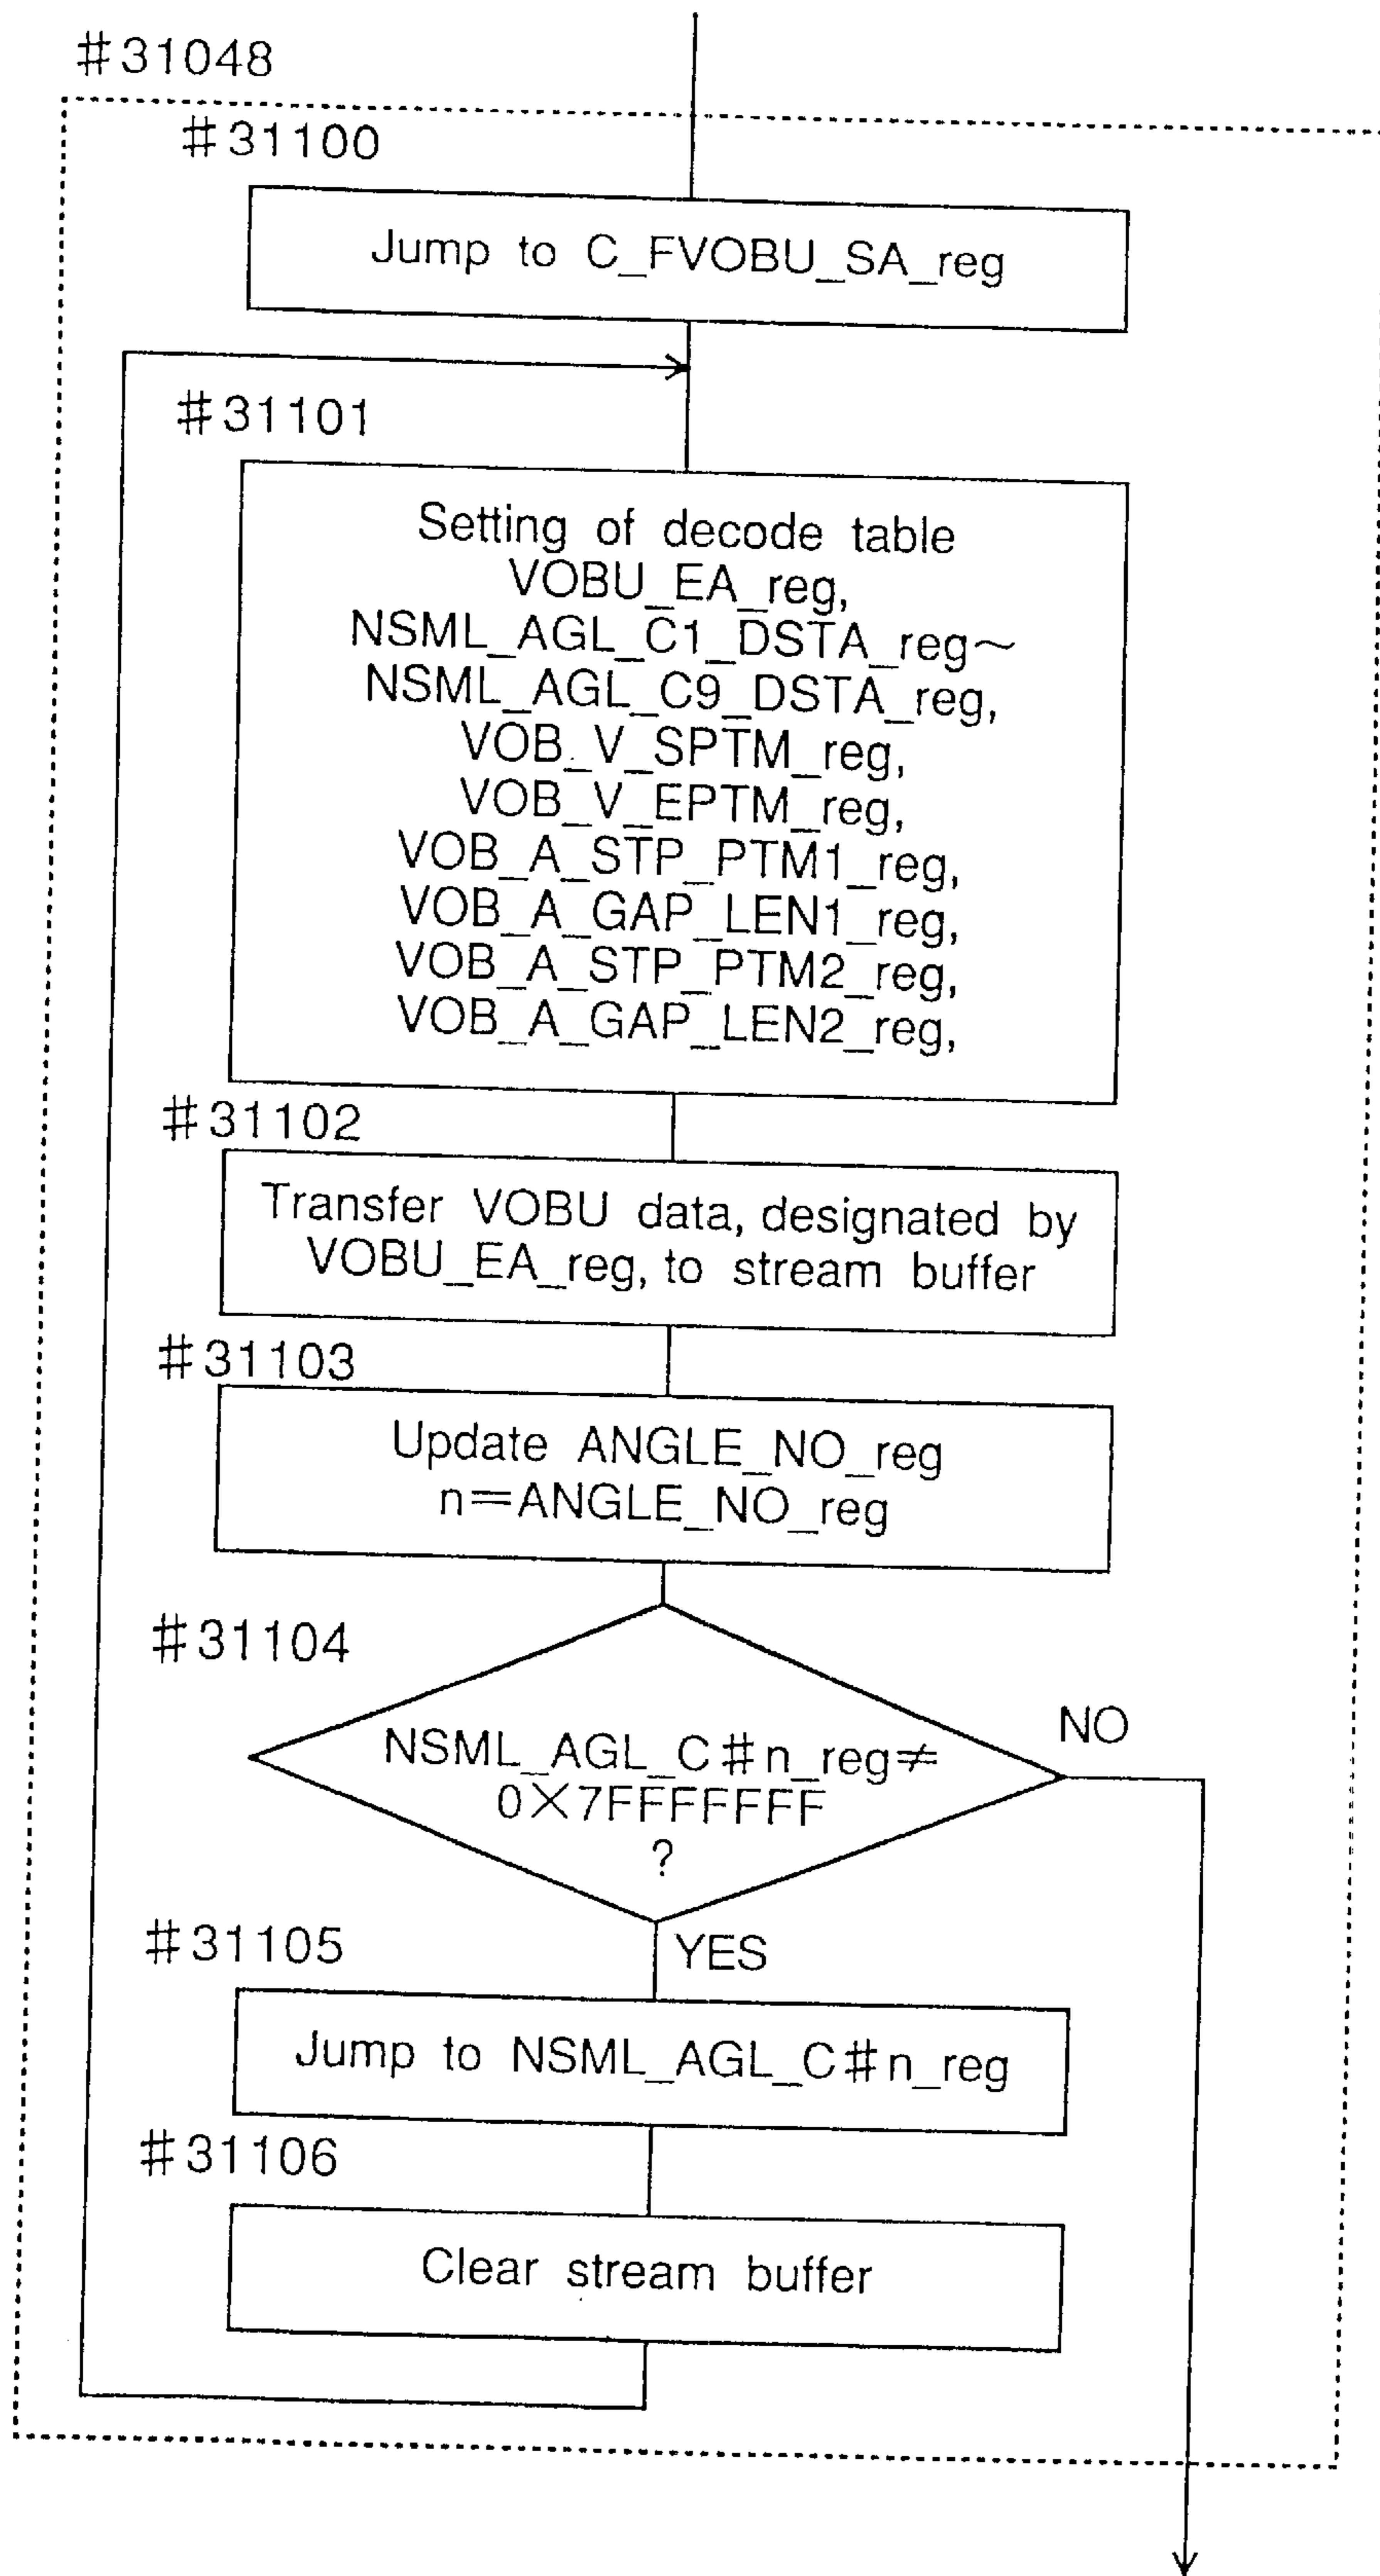 #31048
#31100
Jump to C_FVOBU_SA_reg
#31101
Setting of decode table
VOBU_EA_reg,
NSML_AGL_C1_DSTA_reg~
NSML_AGL_C9_DSTA_reg,
VOB_V_SPTM_reg,
VOB_V_EPTM_reg,
VOB_A_STP_PTM1_reg,
VOB_A_GAP_LEN1_reg,
VOB_A_STP_PTM2_reg,
VOB_A_GAP_LEN2_reg,
#31102
Transfer VOBU data, designated by
VOBU_EA_reg, to stream buffer
#31103
Update ANGLE_NO_reg
n=ANGLE_NO_reg
#31104
NO
NSML_AGL_C#n_reg≠
0X7FFFFFFF
?
#31105
YES
Jump to NSML_AGL_C#n_reg
#31106
Clear stream buffer